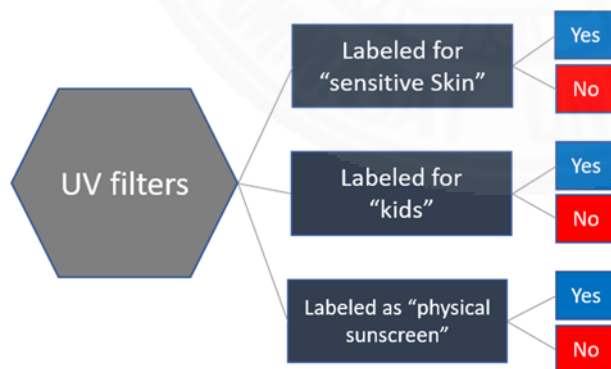 UV filters
Labeled for
“sensitive Skin”
Yes
No
Labeled for
“kids”
Yes
No
Labeled as “physical
sunscreen”
Yes
No